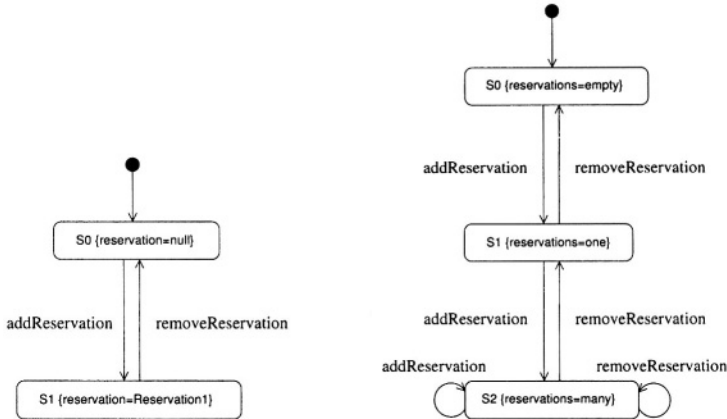 S0 {reservation=null}
addReservation
removeReservation
S1 {reservation=Reservation1}
S0 {reservations=empty}
addReservation
removeReservation
S1 {reservations=one}
addReservation
removeReservation
addReservation
removeReservation
S2 {reservations=many}